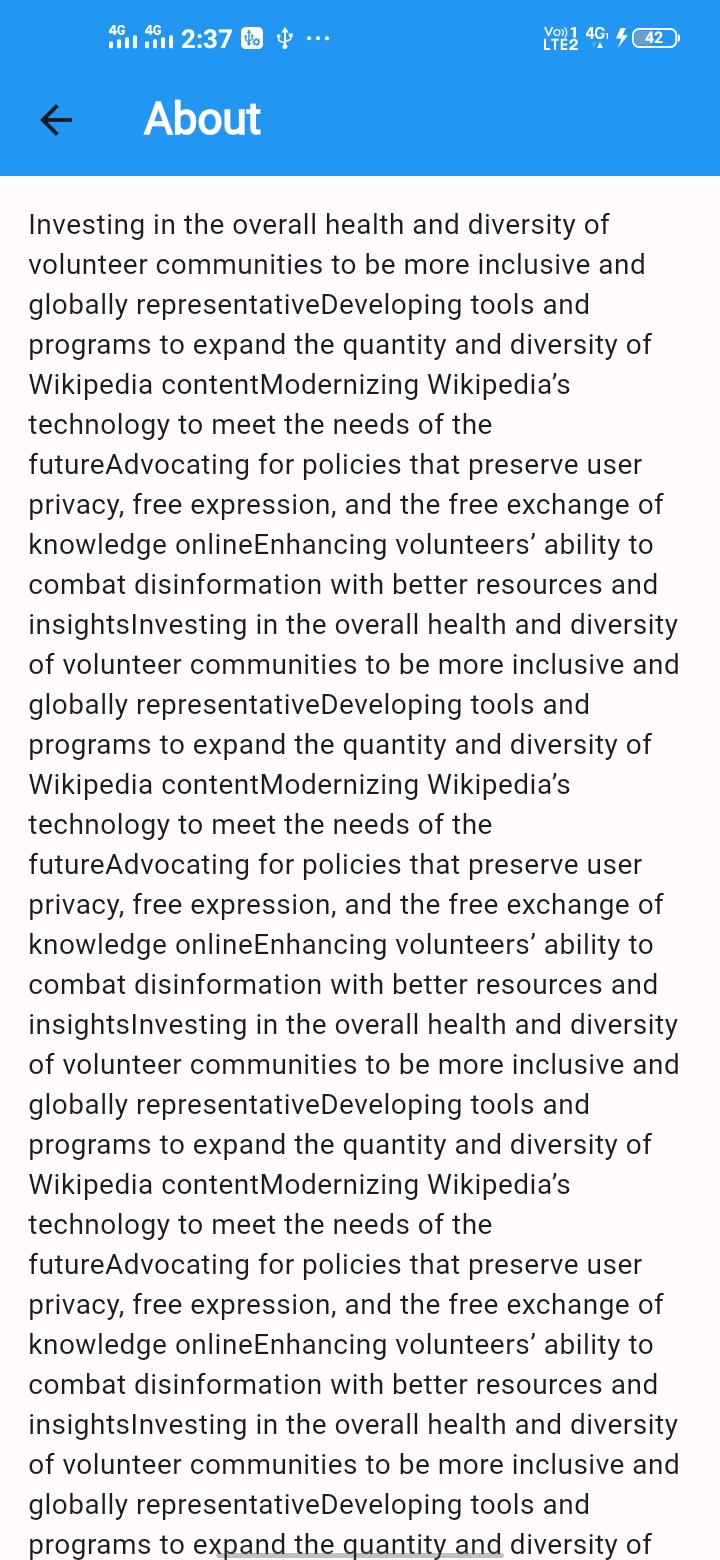 4G 4G 2:37 Vo))1 LTE2 4G 42
About
Investing in the overall health and diversity of
volunteer communities to be more inclusive and
globally representativeDeveloping tools and
programs to expand the quantity and diversity of
Wikipedia contentModernizing Wikipedia’s
technology to meet the needs of the
futureAdvocating for policies that preserve user
privacy, free expression, and the free exchange of
knowledge onlineEnhancing volunteers’ ability to
combat disinformation with better resources and
insightsInvesting in the overall health and diversity
of volunteer communities to be more inclusive and
globally representativeDeveloping tools and
programs to expand the quantity and diversity of
Wikipedia contentModernizing Wikipedia’s
technology to meet the needs of the
futureAdvocating for policies that preserve user
privacy, free expression, and the free exchange of
knowledge onlineEnhancing volunteers’ ability to
combat disinformation with better resources and
insightsInvesting in the overall health and diversity
of volunteer communities to be more inclusive and
globally representativeDeveloping tools and
programs to expand the quantity and diversity of
Wikipedia contentModernizing Wikipedia’s
technology to meet the needs of the
futureAdvocating for policies that preserve user
privacy, free expression, and the free exchange of
knowledge onlineEnhancing volunteers’ ability to
combat disinformation with better resources and
insightsInvesting in the overall health and diversity
of volunteer communities to be more inclusive and
globally representativeDeveloping tools and
programs to expand the quantity and diversity of